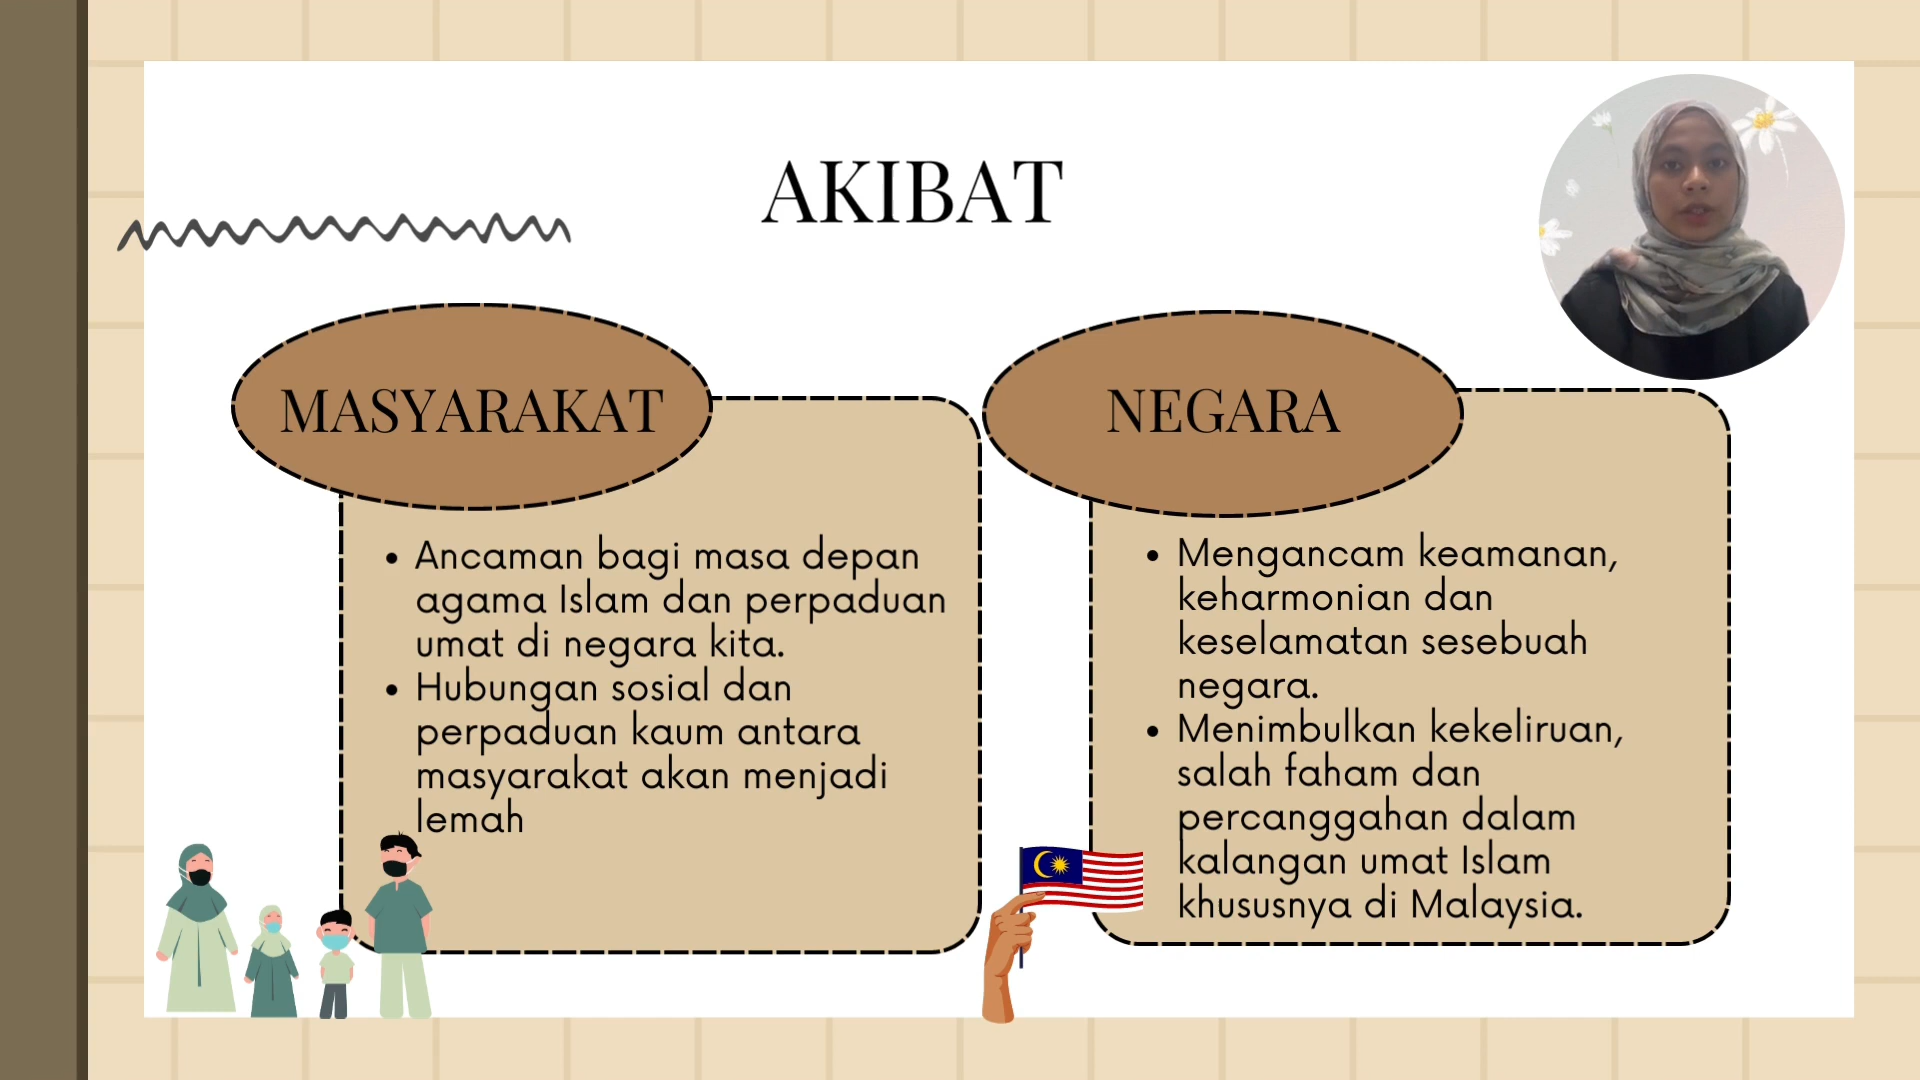 AKIBAT
MASYARAKAT
Ancaman bagi masa depan
agama Islam dan perpaduan
umat di negara kita.
Hubungan sosial dan
perpaduan kaum antara
masyarakat akan menjadi
lemah
NEGARA
Mengancam keamanan,
keharmonian dan
keselamatan sesebuah
negara.
Menimbulkan kekeliruan,
salah faham dan
percanggahan dalam
kalangan umat Islam
khususnya di Malaysia.